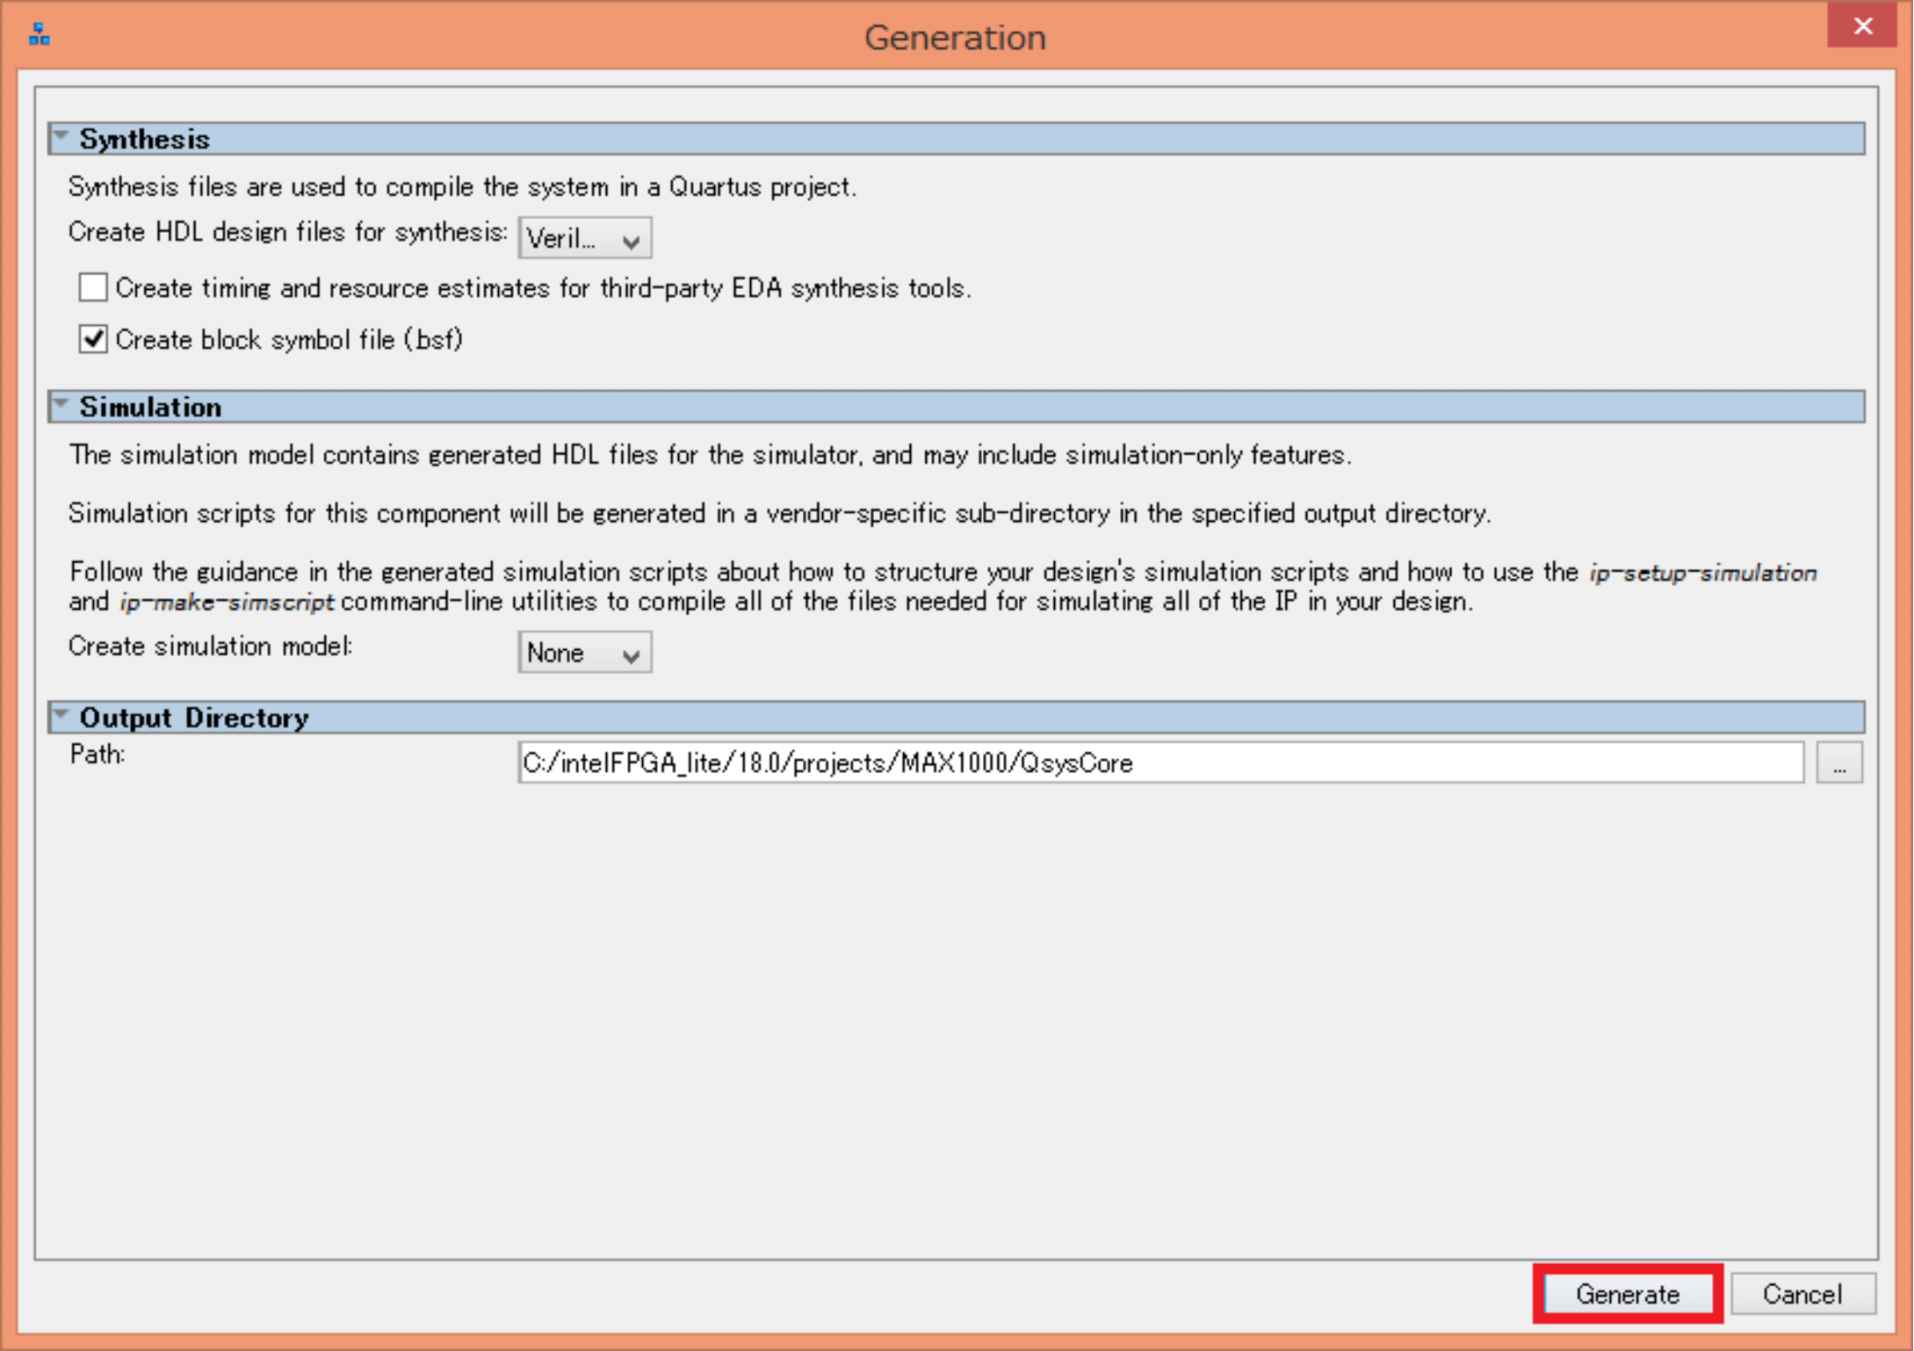 Generation
Synthesis
Synthesis files are used to compile the system in a Quartus project.
Create HDL design files for synthesis: Veril...
Create timing and resource estimates for third-party EDA synthesis tools.
Create block symbol file (.bsf)
Simulation
The simulation model contains generated HDL files for the simulator, and may include simulation-only features.
Simulation scripts for this component will be generated in a vendor-specific sub-directory in the specified output directory.
Follow the guidance in the generated simulation scripts about how to structure your design's simulation scripts and how to use the ip-setup-simulation
and ip-make-simscript command-line utilities to compile all of the files needed for simulating all of the IP in your design.
Create simulation model: None
Output Directory
Path: C:/intelFPGA_lite/18.0/projects/MAX1000/QsysCore ...
Generate Cancel